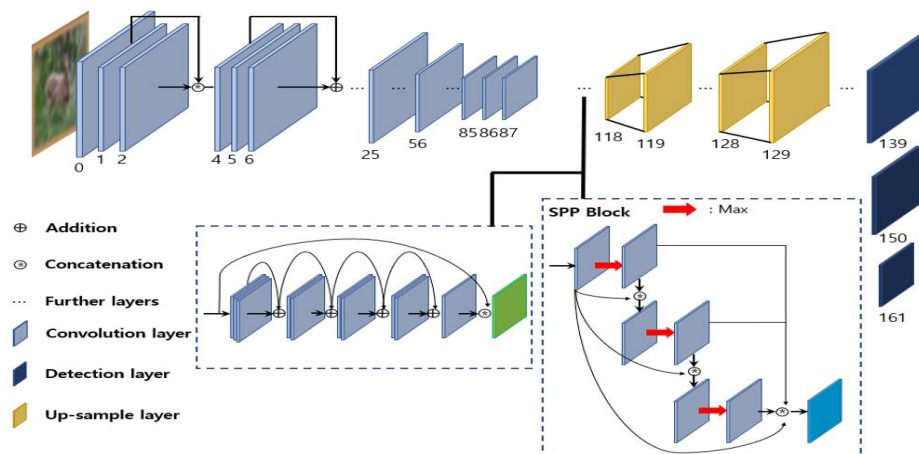 0 1 2 4 5 6 ... ... 25 56 ... 85 86 87 ... 118 119 ... 128 129 ... 139
150
161
⊕ Addition
⊛ Concatenation
... Further layers
Convolution layer
Detection layer
Up-sample layer
SPP Block : Max